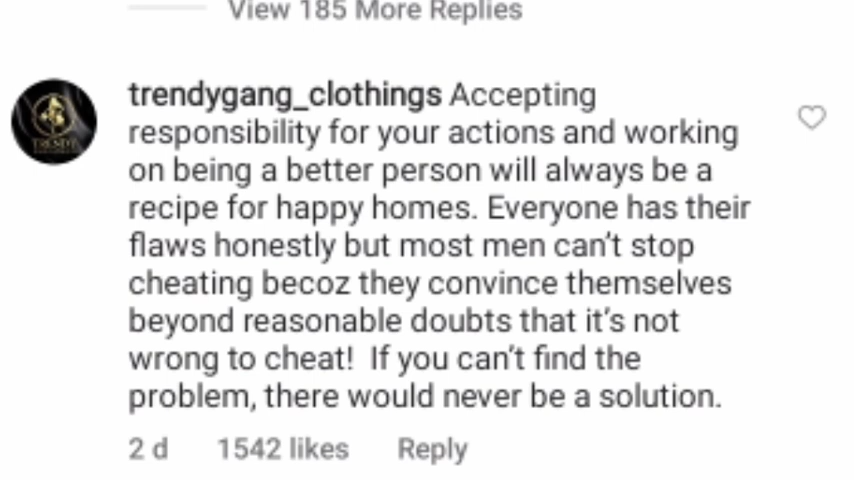 View 185 More Replies
trendygang_clothings Accepting
responsibility for your actions and working
on being a better person will always be a
recipe for happy homes. Everyone has their
flaws honestly but most men can't stop
cheating becoz they convince themselves
beyond reasonable doubts that it's not
wrong to cheat!  If you can't find the
problem, there would never be a solution.
2 d 1542 likes Reply
TRENDY